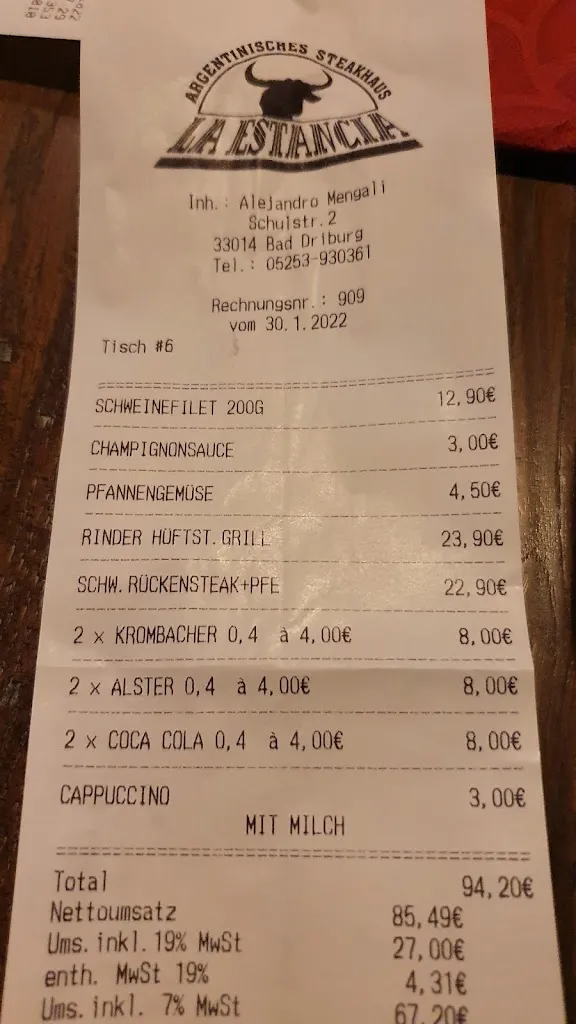 ARGENTINISCHES STEAKHAUS
LA ESTANCIA
Inh.: Alejandro Mengali
Schulstr. 2
33014 Bad Driburg
Tel.: 05253-930361
Rechnungsnr.: 909
vom 30.1.2022
Tisch #6
SCHWEINEFILET 200G 12,90€
CHAMPIGNONSAUCE 3,00€
PFANNENGEMÜSE 4,50€
RINDER HÜFTST.GRILL 23,90€
SCHW.RÜCKENSTEAK+PFE 22,90€
2 x KROMBACHER 0,4 à 4,00€ 8,00€
2 x ALSTER 0,4 à 4,00€ 8,00€
2 x COCA COLA 0,4 à 4,00€ 8,00€
CAPPUCCINO 3,00€
MIT MILCH
Total 94,20€
Nettoumsatz 85,49€
Ums.inkl.19% MwSt 27,00€
enth. MwSt 19% 4,31€
Ums.inkl. 7% MwSt 67,20€